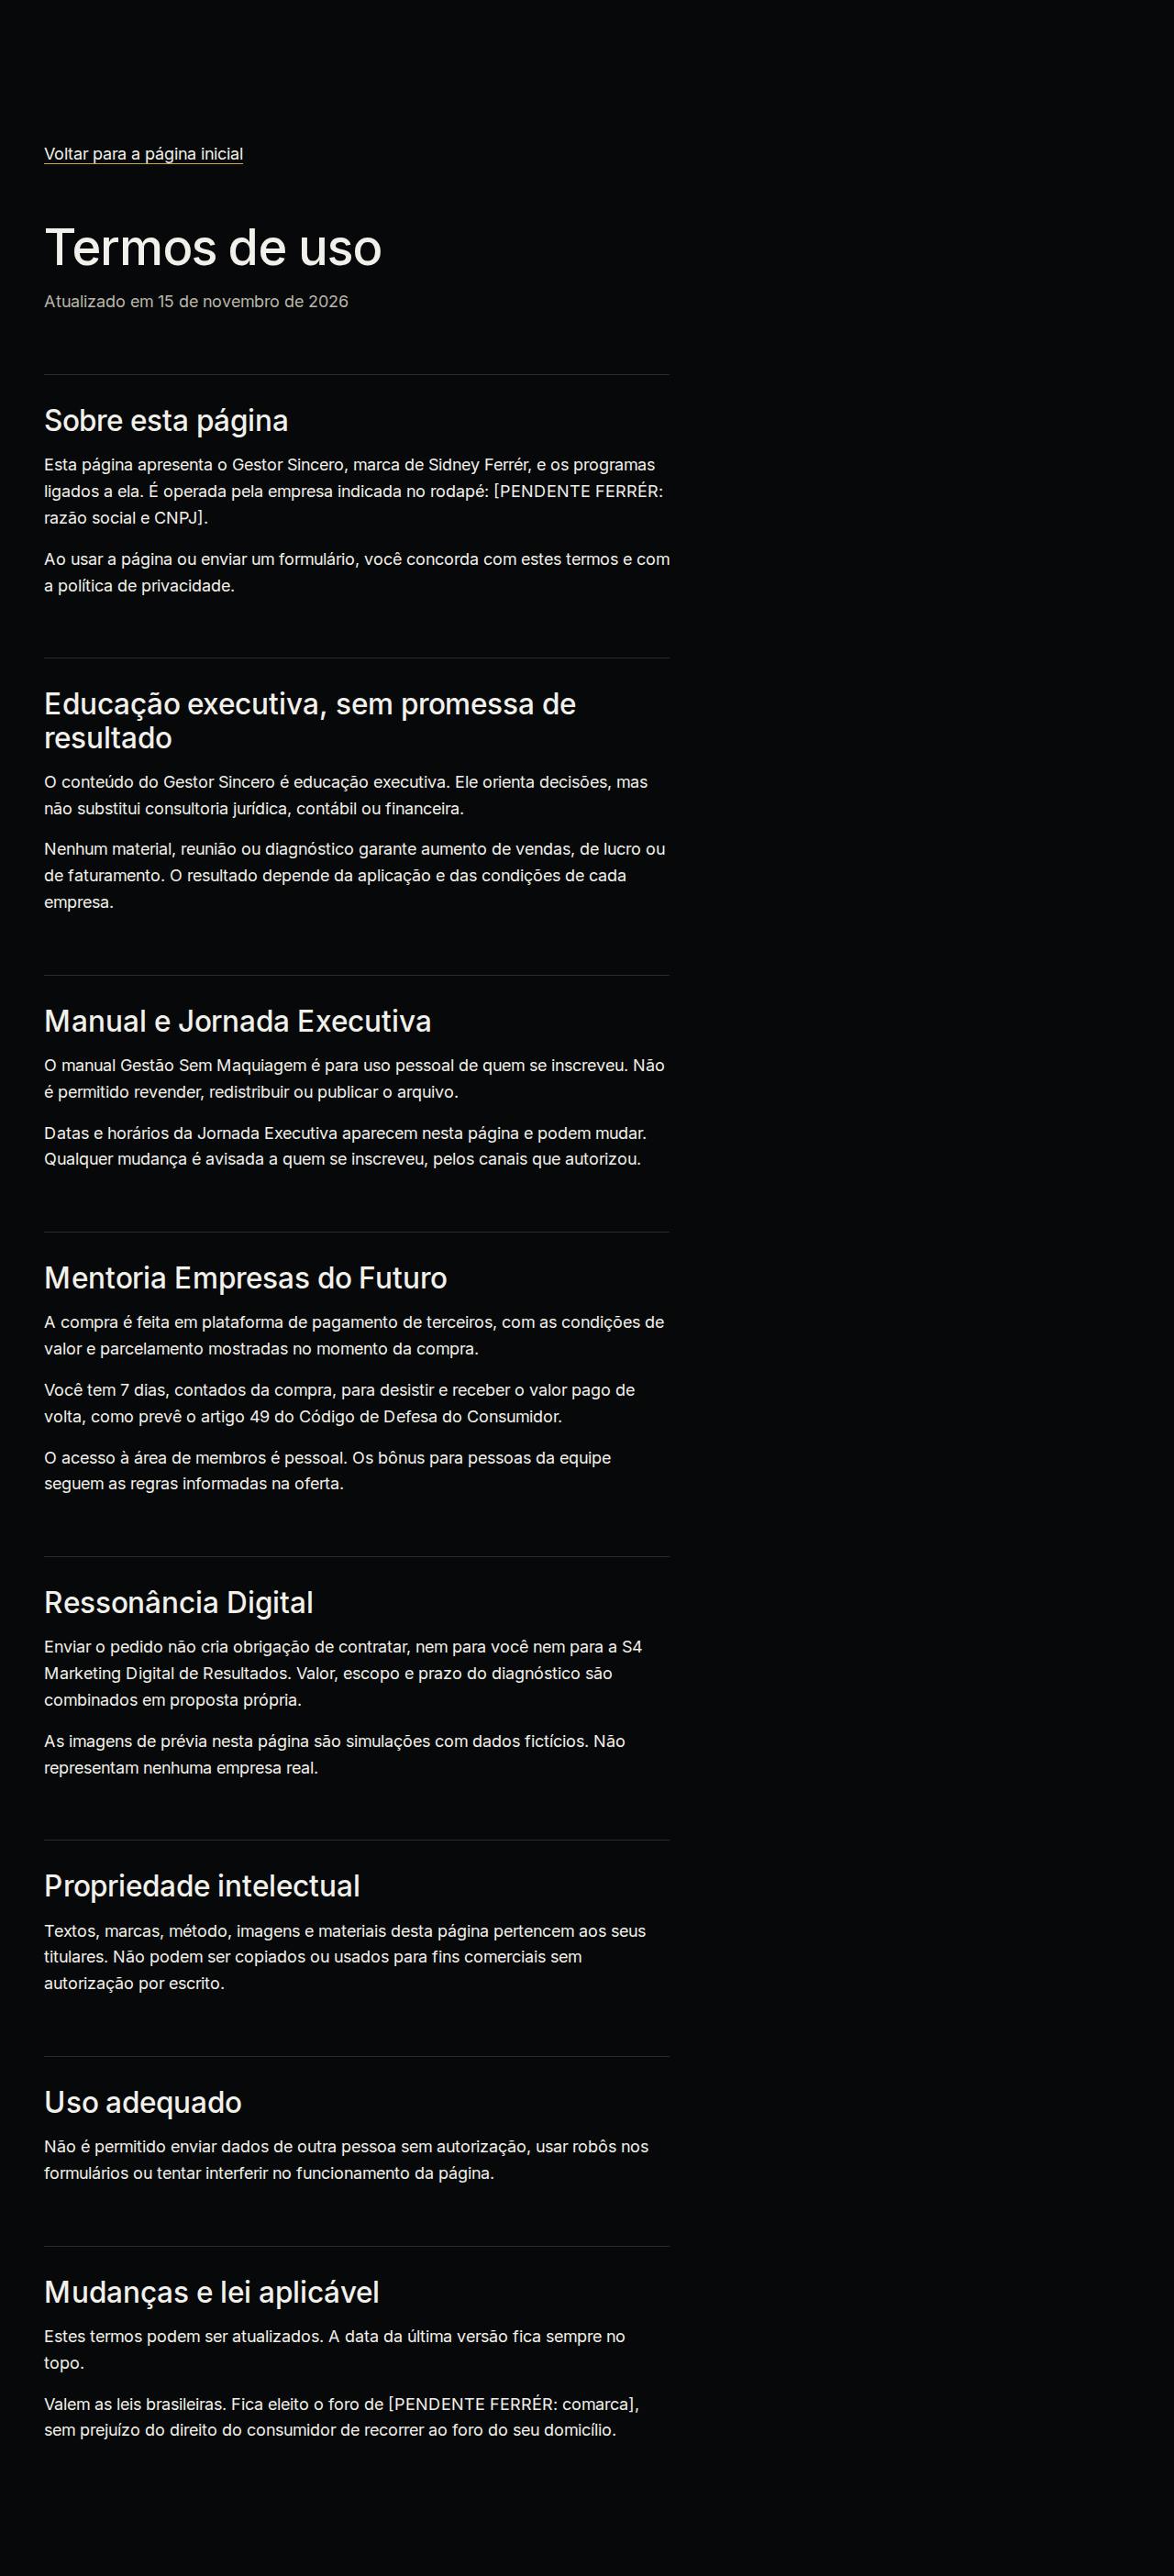 Voltar para a página inicial
Termos de uso
Atualizado em 15 de novembro de 2026
Sobre esta página
Esta página apresenta o Gestor Sincero, marca de Sidney Ferrér, e os programas
ligados a ela. É operada pela empresa indicada no rodapé: [PENDENTE FERRÉR:
razão social e CNPJ].
Ao usar a página ou enviar um formulário, você concorda com estes termos e com
a política de privacidade.
Educação executiva, sem promessa de
resultado
O conteúdo do Gestor Sincero é educação executiva. Ele orienta decisões, mas
não substitui consultoria jurídica, contábil ou financeira.
Nenhum material, reunião ou diagnóstico garante aumento de vendas, de lucro ou
de faturamento. O resultado depende da aplicação e das condições de cada
empresa.
Manual e Jornada Executiva
O manual Gestão Sem Maquiagem é para uso pessoal de quem se inscreveu. Não
é permitido revender, redistribuir ou publicar o arquivo.
Datas e horários da Jornada Executiva aparecem nesta página e podem mudar.
Qualquer mudança é avisada a quem se inscreveu, pelos canais que autorizou.
Mentoria Empresas do Futuro
A compra é feita em plataforma de pagamento de terceiros, com as condições de
valor e parcelamento mostradas no momento da compra.
Você tem 7 dias, contados da compra, para desistir e receber o valor pago de
volta, como prevê o artigo 49 do Código de Defesa do Consumidor.
O acesso à área de membros é pessoal. Os bônus para pessoas da equipe
seguem as regras informadas na oferta.
Ressonância Digital
Enviar o pedido não cria obrigação de contratar, nem para você nem para a S4
Marketing Digital de Resultados. Valor, escopo e prazo do diagnóstico são
combinados em proposta própria.
As imagens de prévia nesta página são simulações com dados fictícios. Não
representam nenhuma empresa real.
Propriedade intelectual
Textos, marcas, método, imagens e materiais desta página pertencem aos seus
titulares. Não podem ser copiados ou usados para fins comerciais sem
autorização por escrito.
Uso adequado
Não é permitido enviar dados de outra pessoa sem autorização, usar robôs nos
formulários ou tentar interferir no funcionamento da página.
Mudanças e lei aplicável
Estes termos podem ser atualizados. A data da última versão fica sempre no
topo.
Valem as leis brasileiras. Fica eleito o foro de [PENDENTE FERRÉR: comarca],
sem prejuízo do direito do consumidor de recorrer ao foro do seu domicílio.